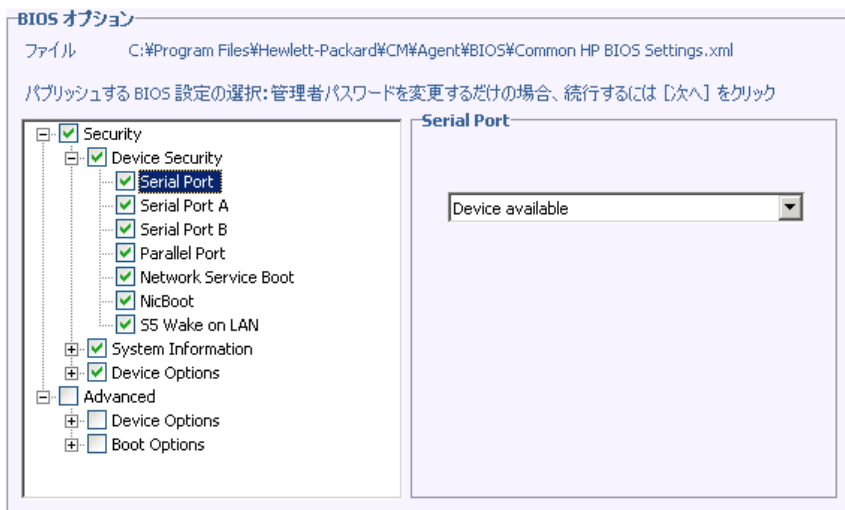 BIOS オプション
ファイル C:¥Program Files¥Hewlett-Packard¥CM¥Agent¥BIOS¥Common HP BIOS Settings.xml
パブリッシュする BIOS 設定の選択: 管理者パスワードを変更するだけの場合、続行するには [次へ] をクリック
Security
Device Security
Serial Port
Serial Port A
Serial Port B
Parallel Port
Network Service Boot
NicBoot
S5 Wake on LAN
System Information
Device Options
Advanced
Device Options
Boot Options
Serial Port
Device available